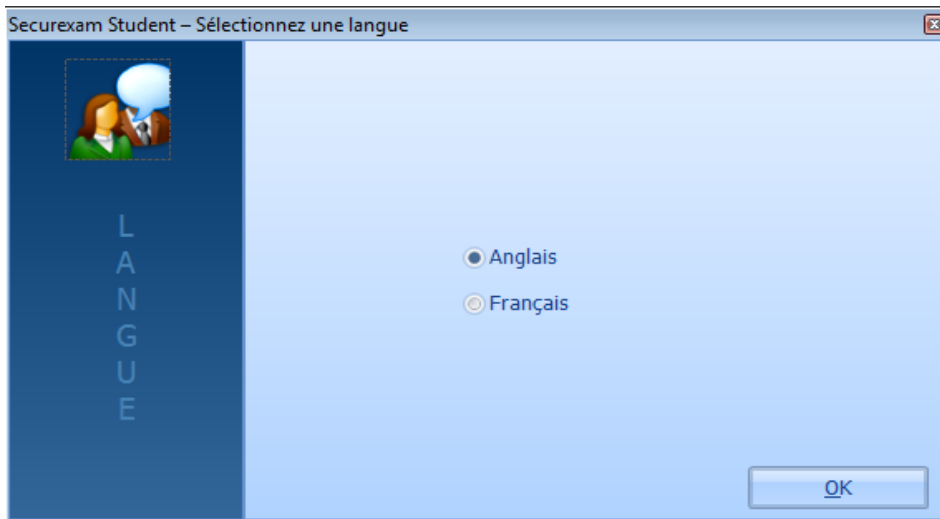 Securexam Student – Sélectionnez une langue
L
A
N
G
U
E
Anglais
Français
OK